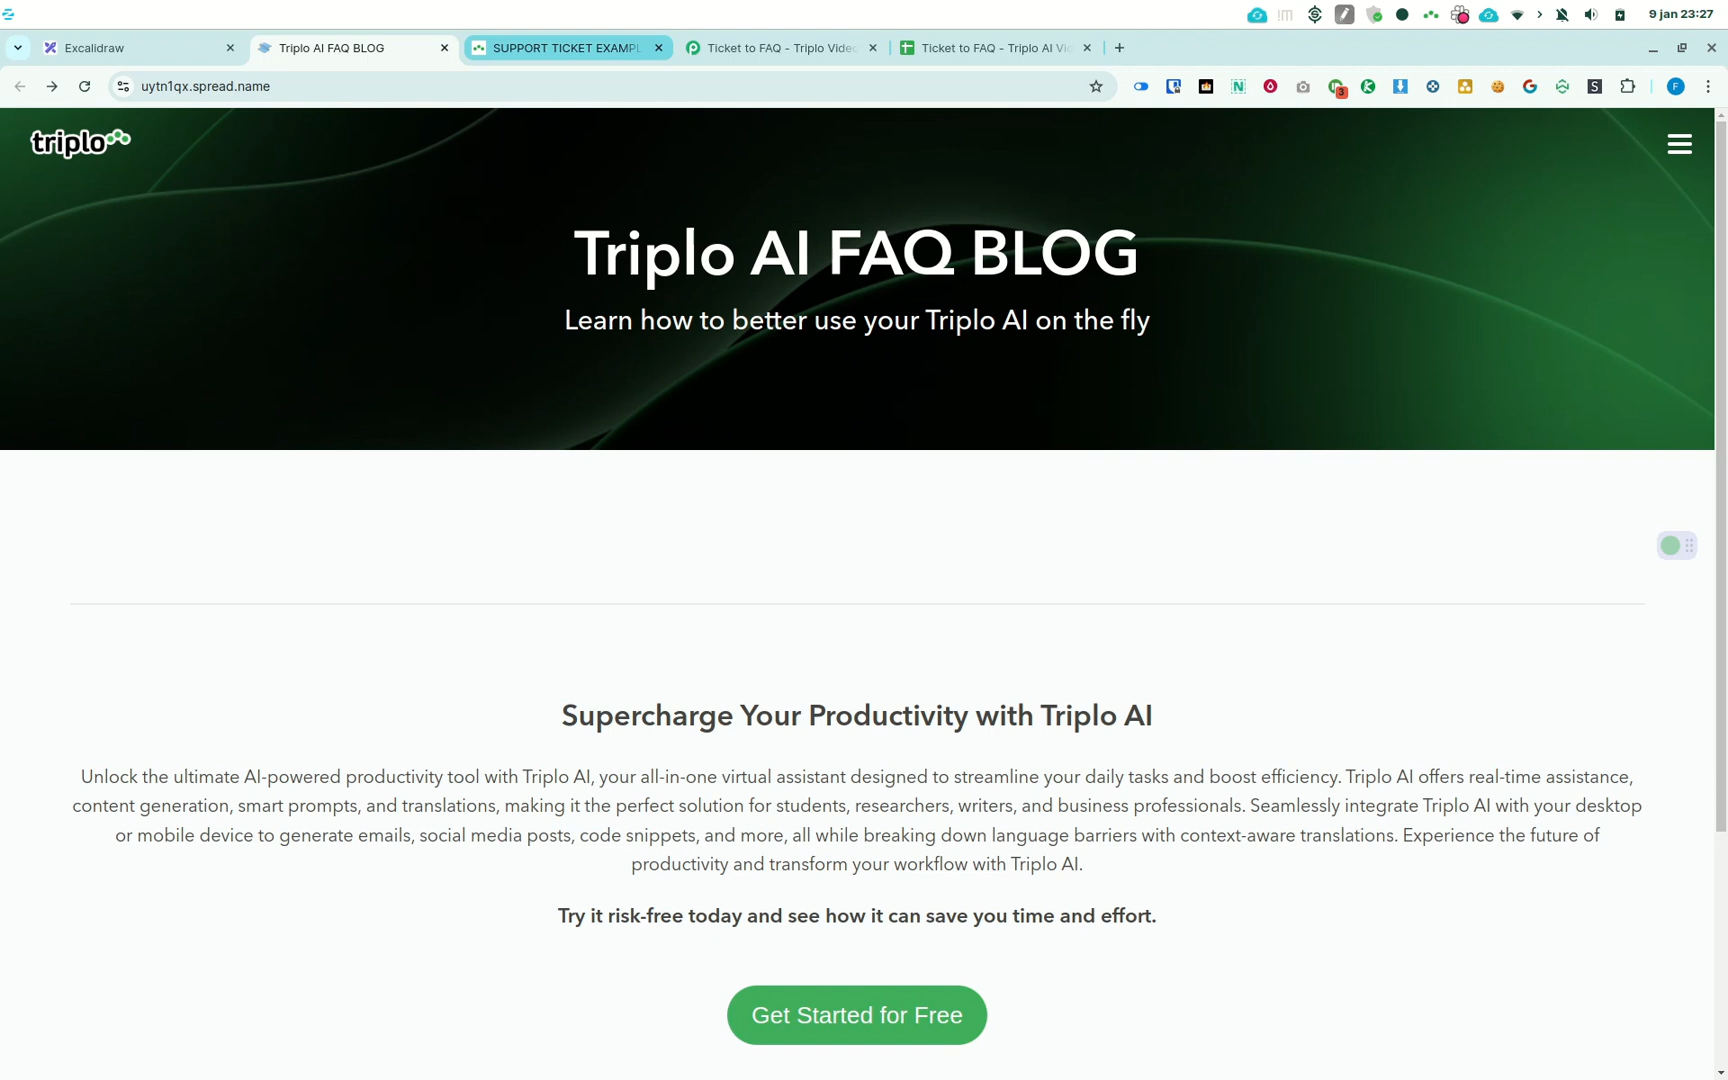 9 jan 23:27
Excalidraw
Triplo AI FAQ BLOG
SUPPORT TICKET EXAMPL
Ticket to FAQ - Triplo Video
Ticket to FAQ - Triplo AI Vi
uytn1qx.spread.name
3
F
triplo
Triplo AI FAQ BLOG
Learn how to better use your Triplo AI on the fly
Supercharge Your Productivity with Triplo AI
Unlock the ultimate AI-powered productivity tool with Triplo AI, your all-in-one virtual assistant designed to streamline your daily tasks and boost efficiency. Triplo AI offers real-time assistance,
content generation, smart prompts, and translations, making it the perfect solution for students, researchers, writers, and business professionals. Seamlessly integrate Triplo AI with your desktop
or mobile device to generate emails, social media posts, code snippets, and more, all while breaking down language barriers with context-aware translations. Experience the future of
productivity and transform your workflow with Triplo AI.
Try it risk-free today and see how it can save you time and effort.
Get Started for Free